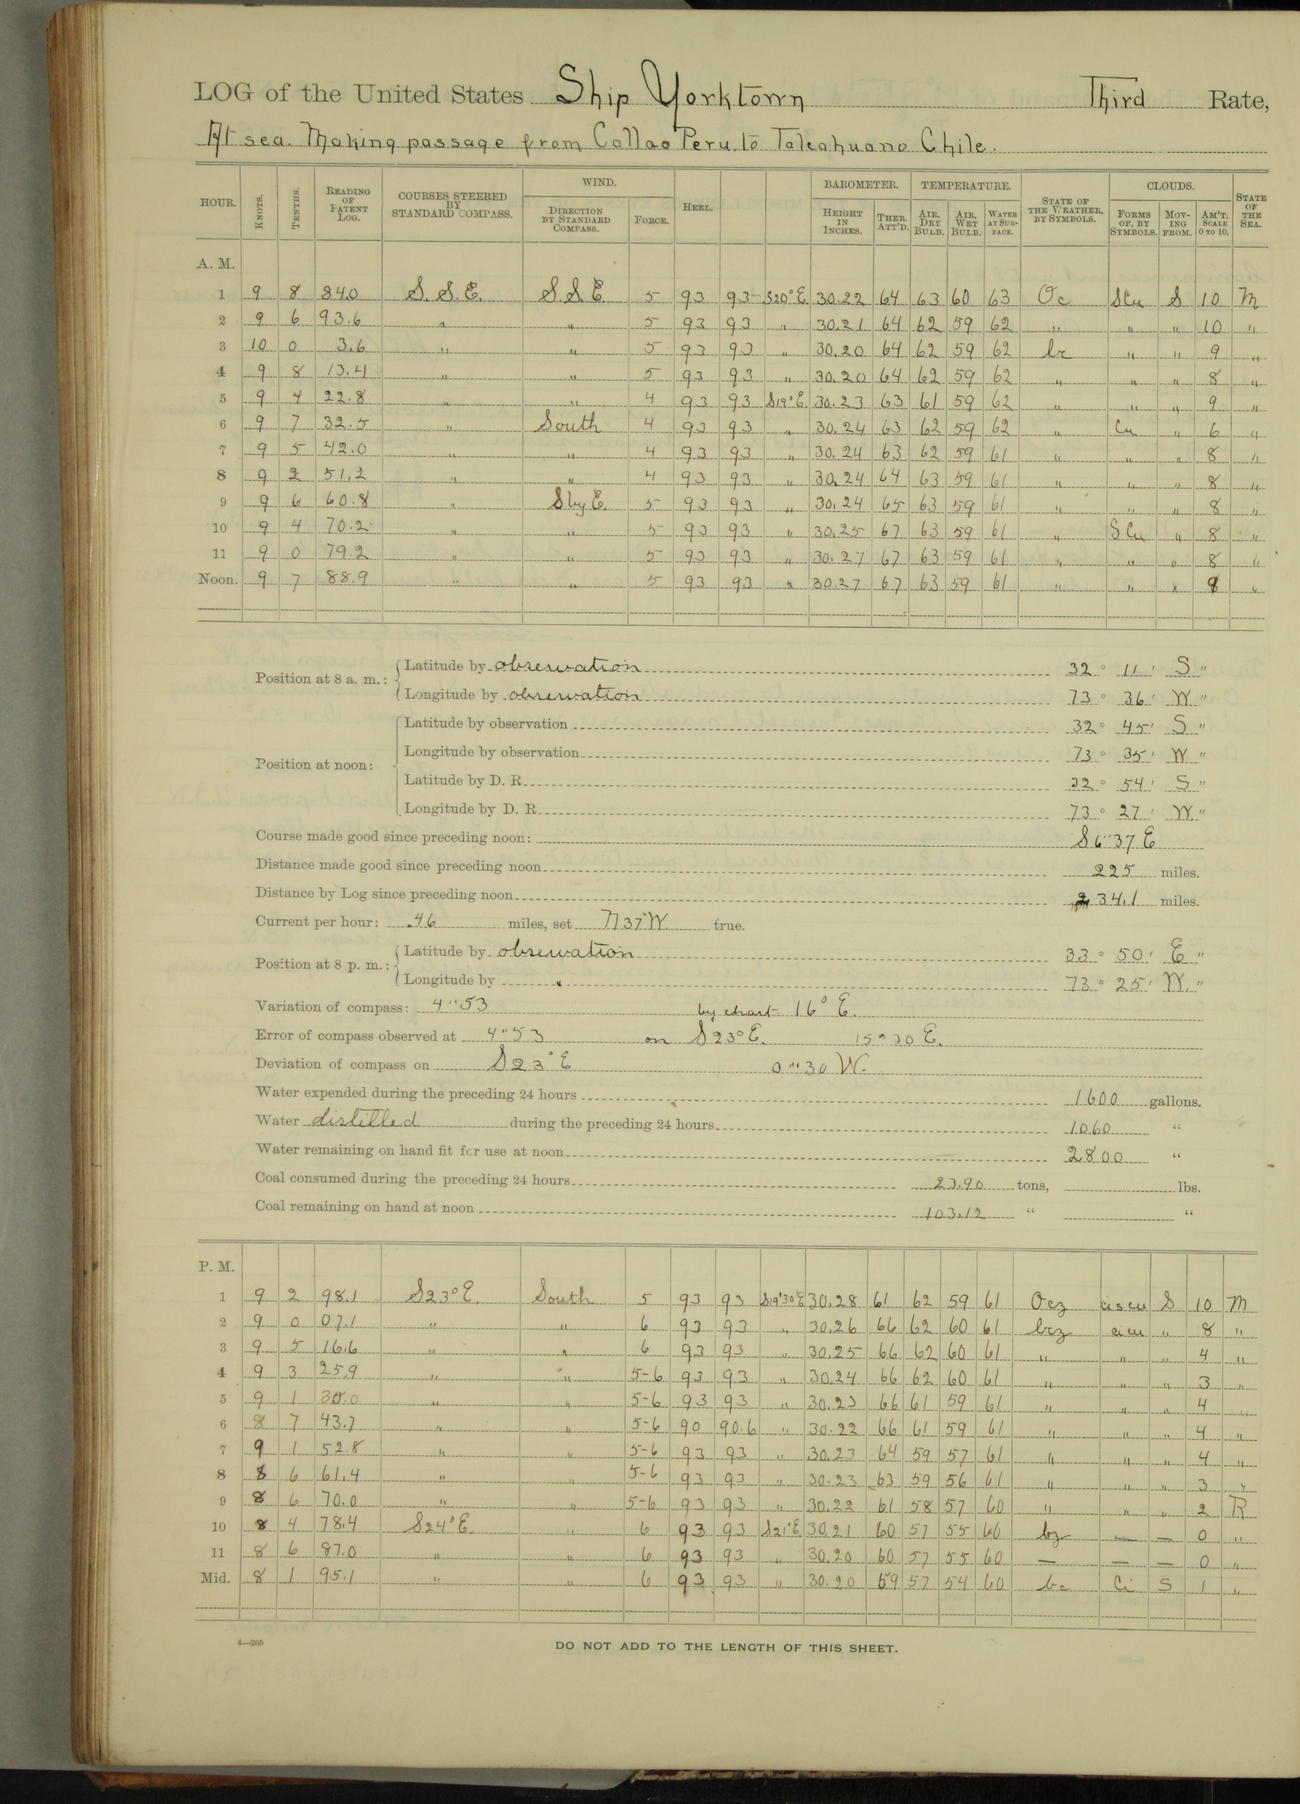 LOG of the United States Ship Yorktown Third Rate,
At sea. Making passage from Callao Peru. to Talcahuano Chile.
HOUR. KNOTS. TENTHS. READING OF PATENT LOG. COURSES STEERED BY STANDARD COMPASS. WIND. DIRECTION BY STANDARD COMPASS. FORCE. HEEL. BAROMETER. HEIGHT IN INCHES. THER. ATT'D. TEMPERATURE. AIR, DRY BULB. AIR, WET BULB. WATER AT SURFACE. STATE OF THE WEATHER, BY SYMBOLS. CLOUDS. FORMS OF, BY SYMBOLS. MOVING FROM. AM'T, SCALE 0 TO 10. STATE OF THE SEA.
A. M.
1 9 8 84.0 S. S. E. S. S. E 5 93 93 S20°E. 30.22 64 63 60 63 Oc SCu S 10 M
2 9 6 93.6 " " 5 93 93 " 30.21 64 62 59 62 " " " 10 "
3 10 0 3.6 " " 5 93 93 " 30.20 64 62 59 62 bc " " 9 "
4 9 8 13.4 " " 5 93 93 " 30.20 64 62 59 62 " " " 8 "
5 9 4 22.8 " " 4 93 93 S19°E. 30.23 63 61 59 62 " " " 9 "
6 9 7 32.5 " South 4 93 93 " 30.24 63 62 59 62 " Cu " 6 "
7 9 5 42.0 " " 4 93 93 " 30.24 63 62 59 61 " " " 8 "
8 9 2 51.2 " " 4 93 93 " 30.24 64 63 59 61 " " " 8 "
9 9 6 60.8 " S by E. 5 93 93 " 30.24 65 63 59 61 " " " 8 "
10 9 4 70.2 " " 5 93 93 " 30.25 67 63 59 61 " S Cu " 8 "
11 9 0 79.2 " " 5 93 93 " 30.27 67 63 59 61 " " " 8 "
Noon. 9 7 88.9 " " 5 93 93 " 30.27 67 63 59 61 " " " 8 "
Position at 8 a. m.: Latitude by observation 32° 11' S "
Longitude by observation 73° 36' W "
Position at noon: Latitude by observation 32° 45' S "
Longitude by observation 73° 35' W "
Latitude by D. R. 32° 54' S "
Longitude by D. R. 73° 27' W. "
Course made good since preceding noon: S 6°37 E
Distance made good since preceding noon 225 miles.
Distance by Log since preceding noon 234.1 miles.
Current per hour: .46 miles, set N 37° W. true.
Position at 8 p. m.: Latitude by observation 33° 50' E "
Longitude by " 73° 25' W. "
Variation of compass: 4"53 by chart 16° E.
Error of compass observed at 4"53 on S23°E. 15°30 E.
Deviation of compass on S23°E 0°30 W.
Water expended during the preceding 24 hours 1600 gallons.
Water distilled during the preceding 24 hours 1060 "
Water remaining on hand fit for use at noon 2800 "
Coal consumed during the preceding 24 hours 23.90 tons, lbs.
Coal remaining on hand at noon 103.12 " "
P. M.
1 9 2 98.1 S23°E. South 5 93 93 S19°30'E 30.28 61 62 59 61 Ocz ciscu S 10 M
2 9 0 07.1 " " 6 93 93 " 30.26 66 62 60 61 bcz cicu " 8 "
3 9 5 16.6 " " 6 93 93 " 30.25 66 62 60 61 " " " 4 "
4 9 3 25.9 " " 5-6 93 93 " 30.24 66 62 60 61 " " " 3 "
5 9 1 " " 5-6 93 93 " 30.23 66 61 59 61 " " " 4 "
6 8 7 43.7 " " 5-6 90 90.6 " 30.22 66 61 59 61 " " " 4 "
7 9 1 52.8 " " 5-6 93 93 " 30.23 64 59 57 61 " " " 4 "
8 8 6 61.4 " " 5-6 93 93 " 30.23 63 59 56 61 " " " 3 "
9 8 6 70.0 " " 5-6 93 93 " 30.22 61 58 57 60 " " " 2 R
10 8 4 78.4 S24°E. " 6 93 93 S21°E. 30.21 60 57 55 60 bz — — 0 "
11 8 6 87.0 " " 6 93 93 " 30.20 60 57 55 60 — — — 0 "
Mid. 8 1 95.1 " " 6 93 93 " 30.20 59 57 54 60 bc Ci S 1 "
4—265
DO NOT ADD TO THE LENGTH OF THIS SHEET.